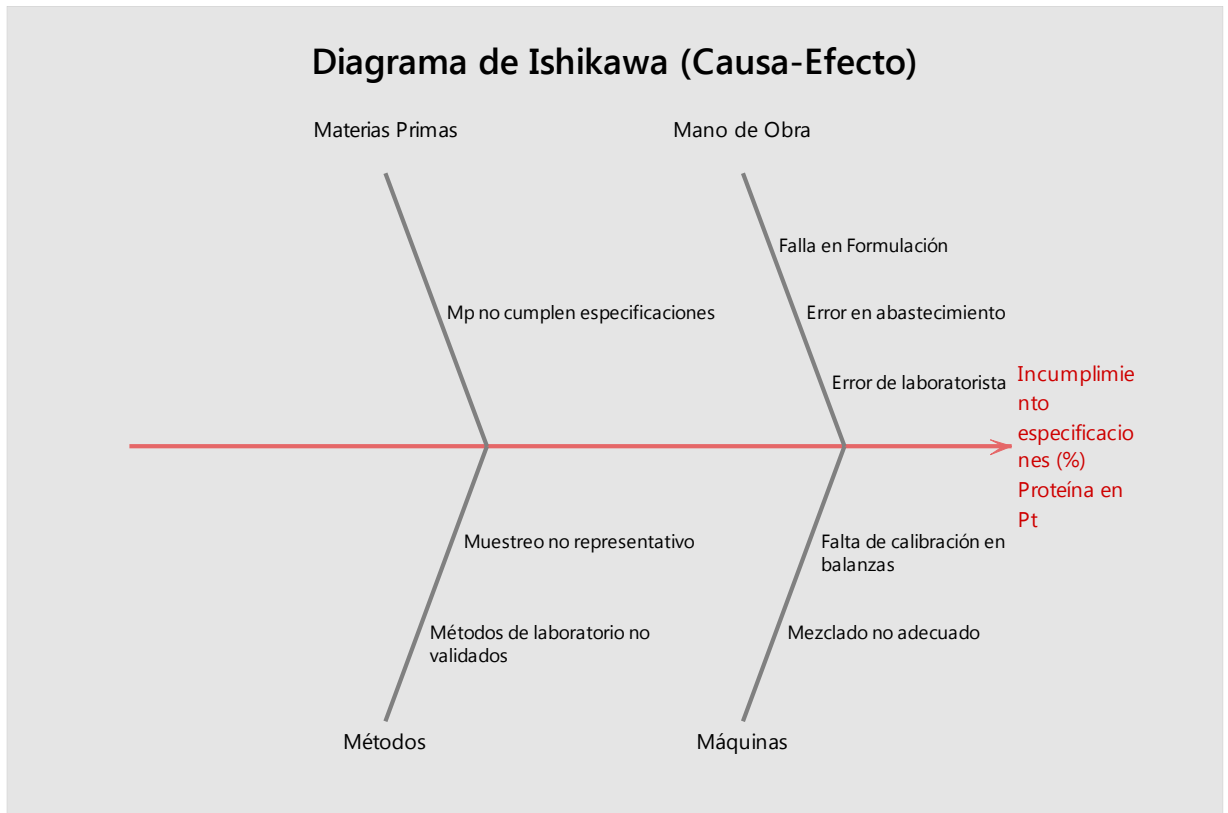 Diagrama de Ishikawa (Causa-Efecto)
Materias Primas
Mano de Obra
Falla en Formulación
Mp no cumplen especificaciones
Error en abastecimiento
Error de laboratorista
Incumplimie
nto
especificacio
nes (%)
Proteína en
Pt
Muestreo no representativo
Falta de calibración en
balanzas
Métodos de laboratorio no
validados
Mezclado no adecuado
Métodos
Máquinas